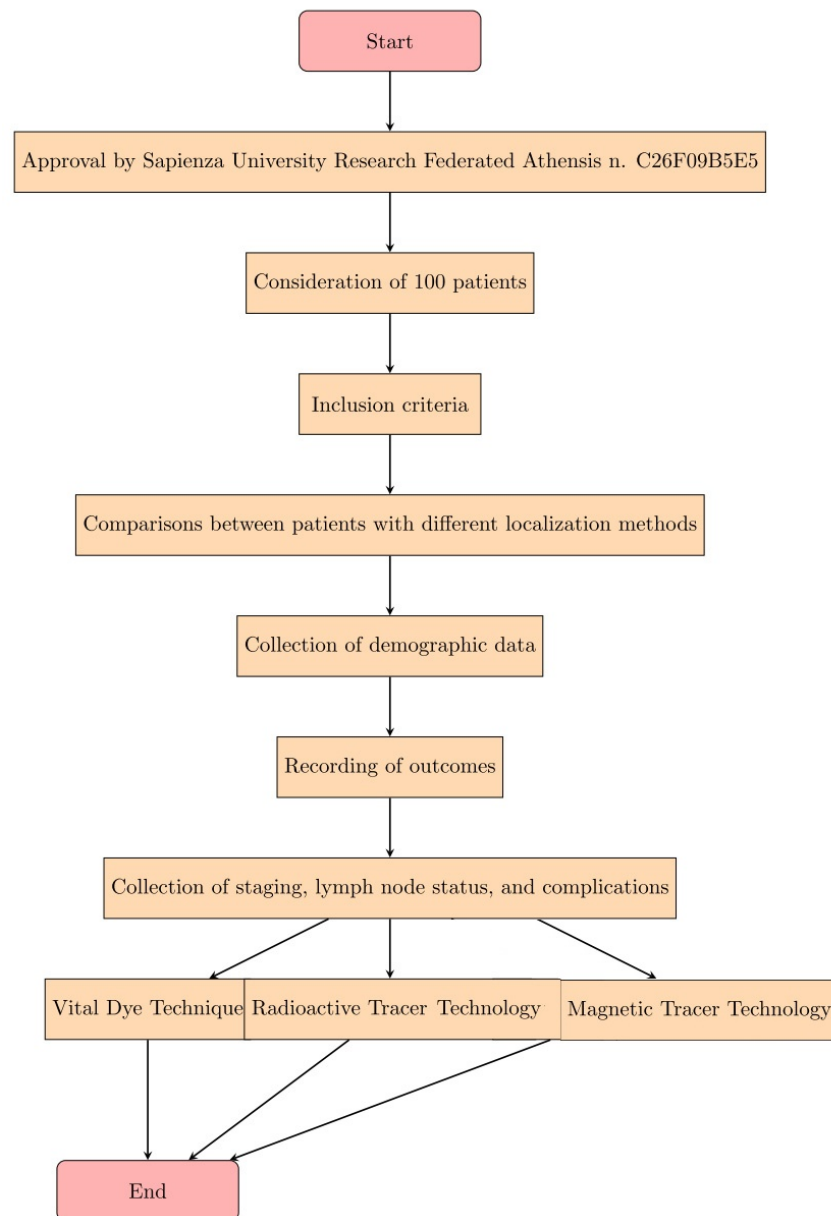 Start
Approval by Sapienza University Research Federated Athensis n. C26F09B5E5
Consideration of 100 patients
Inclusion criteria
Comparisons between patients with different localization methods
Collection of demographic data
Recording of outcomes
Collection of staging, lymph node status, and complications
Vital Dye Technique
Radioactive Tracer Technology
Magnetic Tracer Technology
End